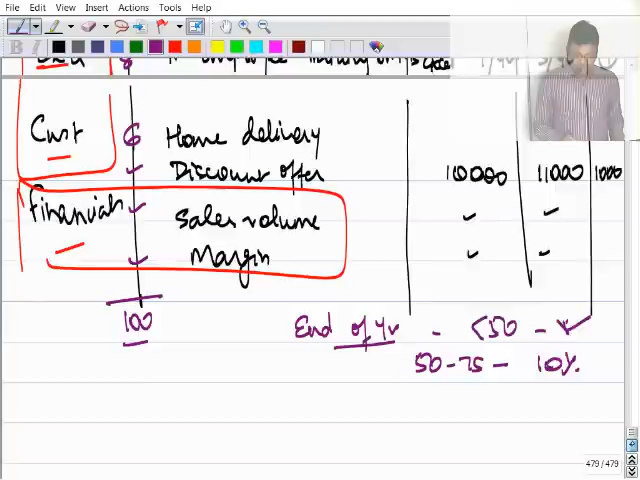 File Edit View Insert Actions Tools Help
Cust 6 Home delivery
✓ Discount offer 10000 11000 1000
Financials ✓ Sales volume ✓ ✓
✓ Margin ✓ ✓
100
End of yr - <50 - ✓
50-75 - 10%
479 / 479